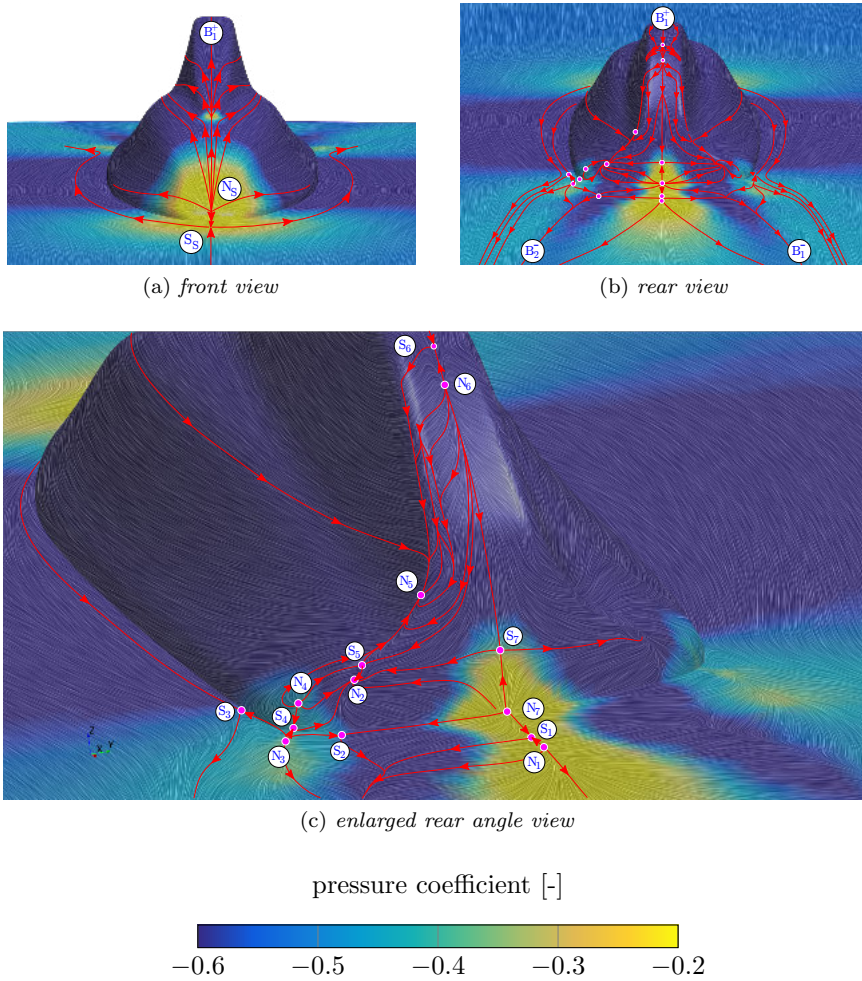 B₁⁺ B₁⁺
N_S
S_S
B₂⁻ B₁⁻
(a) front view (b) rear view
S₆
N₆
N₅
S₇
S₅
N₄ N₂
S₃ S₄ N₇
S₁
N₃ S₂
N₁
Z
X Y
(c) enlarged rear angle view
pressure coefficient [-]
−0.6 −0.5 −0.4 −0.3 −0.2